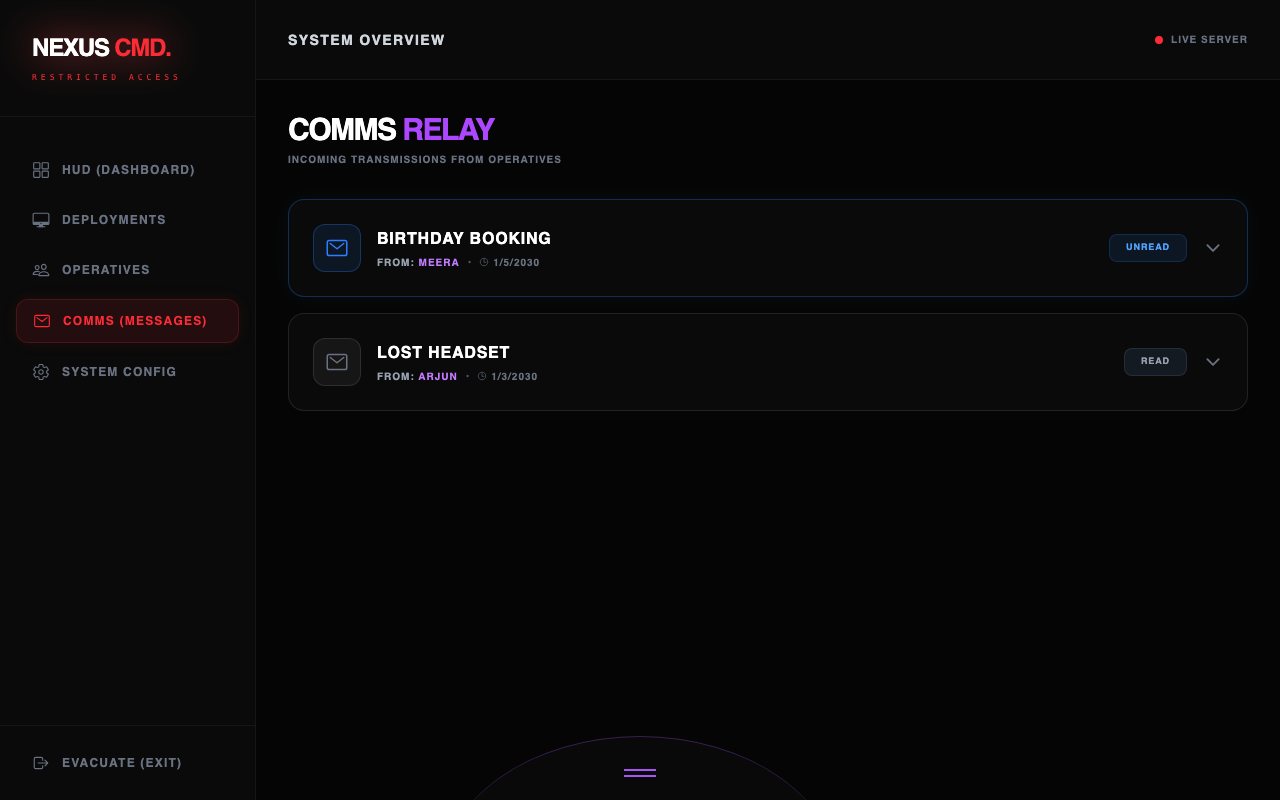 NEXUS CMD.
RESTRICTED ACCESS
HUD (DASHBOARD)
DEPLOYMENTS
OPERATIVES
COMMS (MESSAGES)
SYSTEM CONFIG
EVACUATE (EXIT)
SYSTEM OVERVIEW
LIVE SERVER
COMMS RELAY
INCOMING TRANSMISSIONS FROM OPERATIVES
BIRTHDAY BOOKING
FROM: MEERA • 1/5/2030
UNREAD
LOST HEADSET
FROM: ARJUN • 1/3/2030
READ